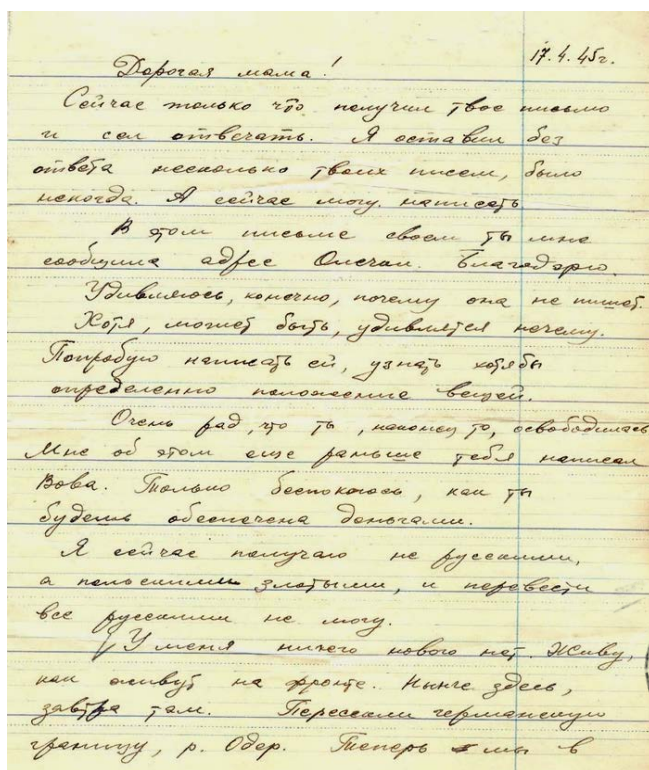 17.4.45г.
Дорогая мама!
Сейчас только что получил твое письмо
и сел отвечать. Я оставил без
ответа несколько твоих писем, было
некогда. А сейчас могу написать.
В этом письме своем ты мне
сообщила адрес Олечки. Благодарю.
Удивляюсь, конечно, почему она не пишет.
Хотя, может быть, удивляться нечему.
Попробую написать ей, узнать хотя бы
определенно положение вещей.
Очень рад, что ты, наконец то, освободилась
Мне об этом еще раньше тебя написал
Вова. Только беспокоюсь, как ты
будешь обеспечена деньгами.
Я сейчас получаю не русскими,
а польскими злотыми, и перевести
все русскими не могу.
У меня ничего нового нет. Живу,
как живут на фронте. Нынче здесь,
завтра там. Пересекли германскую
границу, р. Одер. Теперь мы в